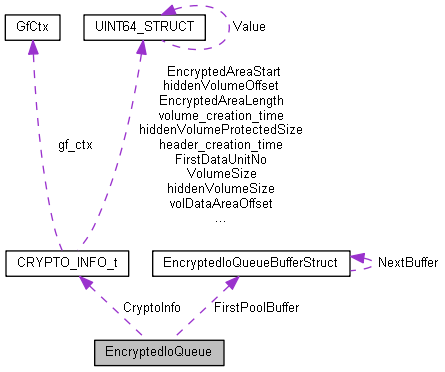 GfCtx
UINT64_STRUCT
Value
EncryptedAreaStart
hiddenVolumeOffset
EncryptedAreaLength
volume_creation_time
hiddenVolumeProtectedSize
header_creation_time
FirstDataUnitNo
VolumeSize
hiddenVolumeSize
volDataAreaOffset
...
gf_ctx
CRYPTO_INFO_t
EncryptedIoQueueBufferStruct
NextBuffer
CryptoInfo
FirstPoolBuffer
EncryptedIoQueue